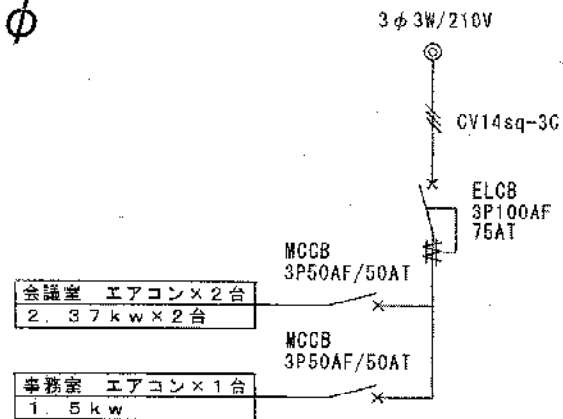 φ
3φ3W/210V
CV14sq-3C
ELCB
3P100AF
75AT
MCCB
3P50AF/50AT
会議室 エアコン×2台
2.37kw×2台
MCCB
3P50AF/50AT
事務室 エアコン×1台
1.5kw